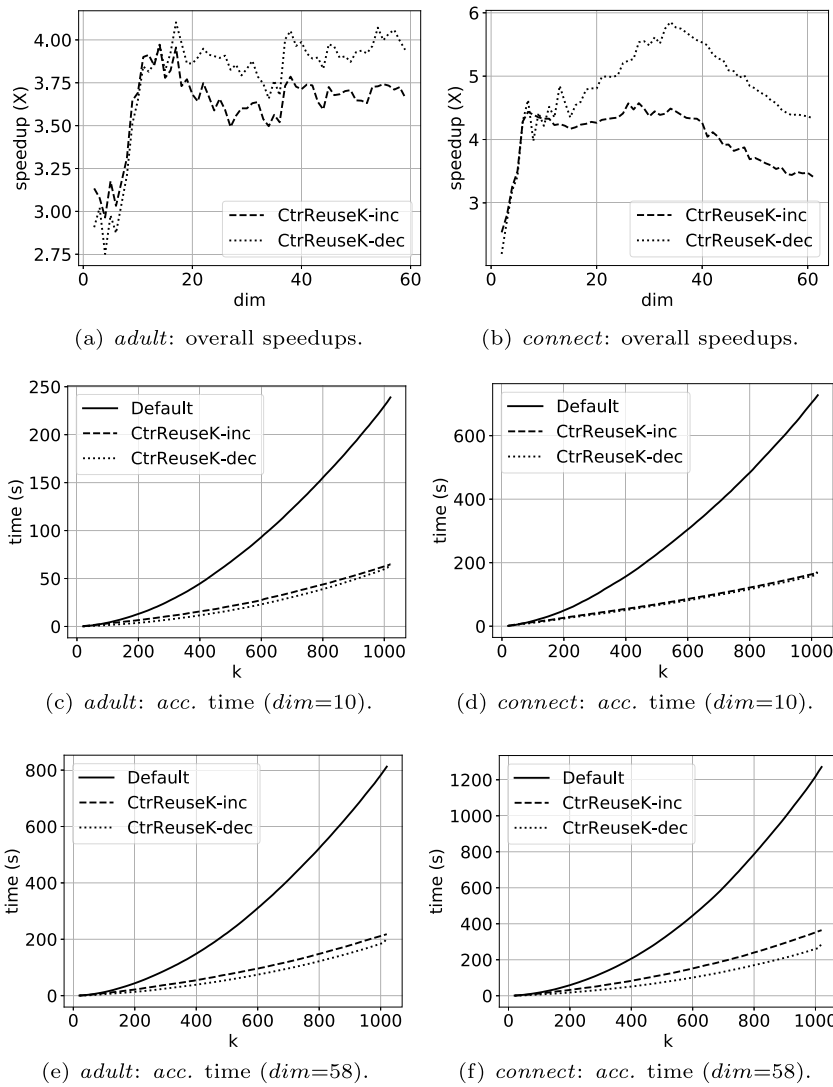 4.00
3.75
3.50
3.25
3.00
2.75
speedup (X)
CtrReuseK-inc
CtrReuseK-dec
0 20 40 60
dim
(a) adult: overall speedups.
6
5
4
3
speedup (X)
CtrReuseK-inc
CtrReuseK-dec
0 20 40 60
dim
(b) connect: overall speedups.
250
200
150
100
50
0
time (s)
Default
CtrReuseK-inc
CtrReuseK-dec
0 200 400 600 800 1000
k
(c) adult: acc. time (dim=10).
600
400
200
0
time (s)
Default
CtrReuseK-inc
CtrReuseK-dec
0 200 400 600 800 1000
k
(d) connect: acc. time (dim=10).
800
600
400
200
0
time (s)
Default
CtrReuseK-inc
CtrReuseK-dec
0 200 400 600 800 1000
k
(e) adult: acc. time (dim=58).
1200
1000
800
600
400
200
0
time (s)
Default
CtrReuseK-inc
CtrReuseK-dec
0 200 400 600 800 1000
k
(f) connect: acc. time (dim=58).